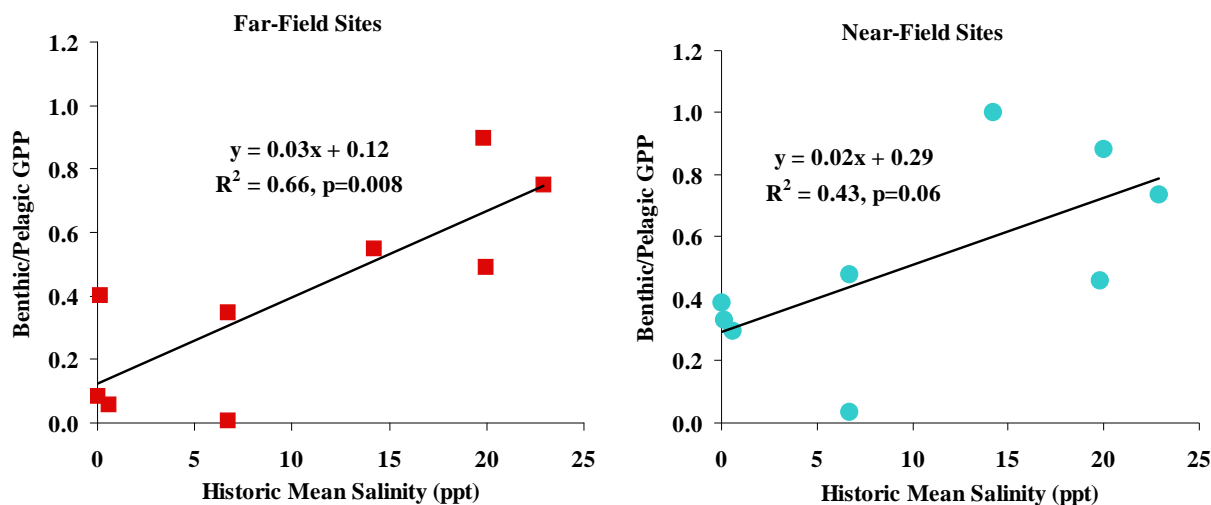 Far-Field Sites
1.2
1.0
0.8
0.6
0.4
0.2
0.0
Benthic/Pelagic GPP
y = 0.03x + 0.12
R² = 0.66, p=0.008
0 5 10 15 20 25
Historic Mean Salinity (ppt)
Near-Field Sites
1.2
1.0
0.8
0.6
0.4
0.2
0.0
Benthic/Pelagic GPP
y = 0.02x + 0.29
R² = 0.43, p=0.06
0 5 10 15 20 25
Historic Mean Salinity (ppt)